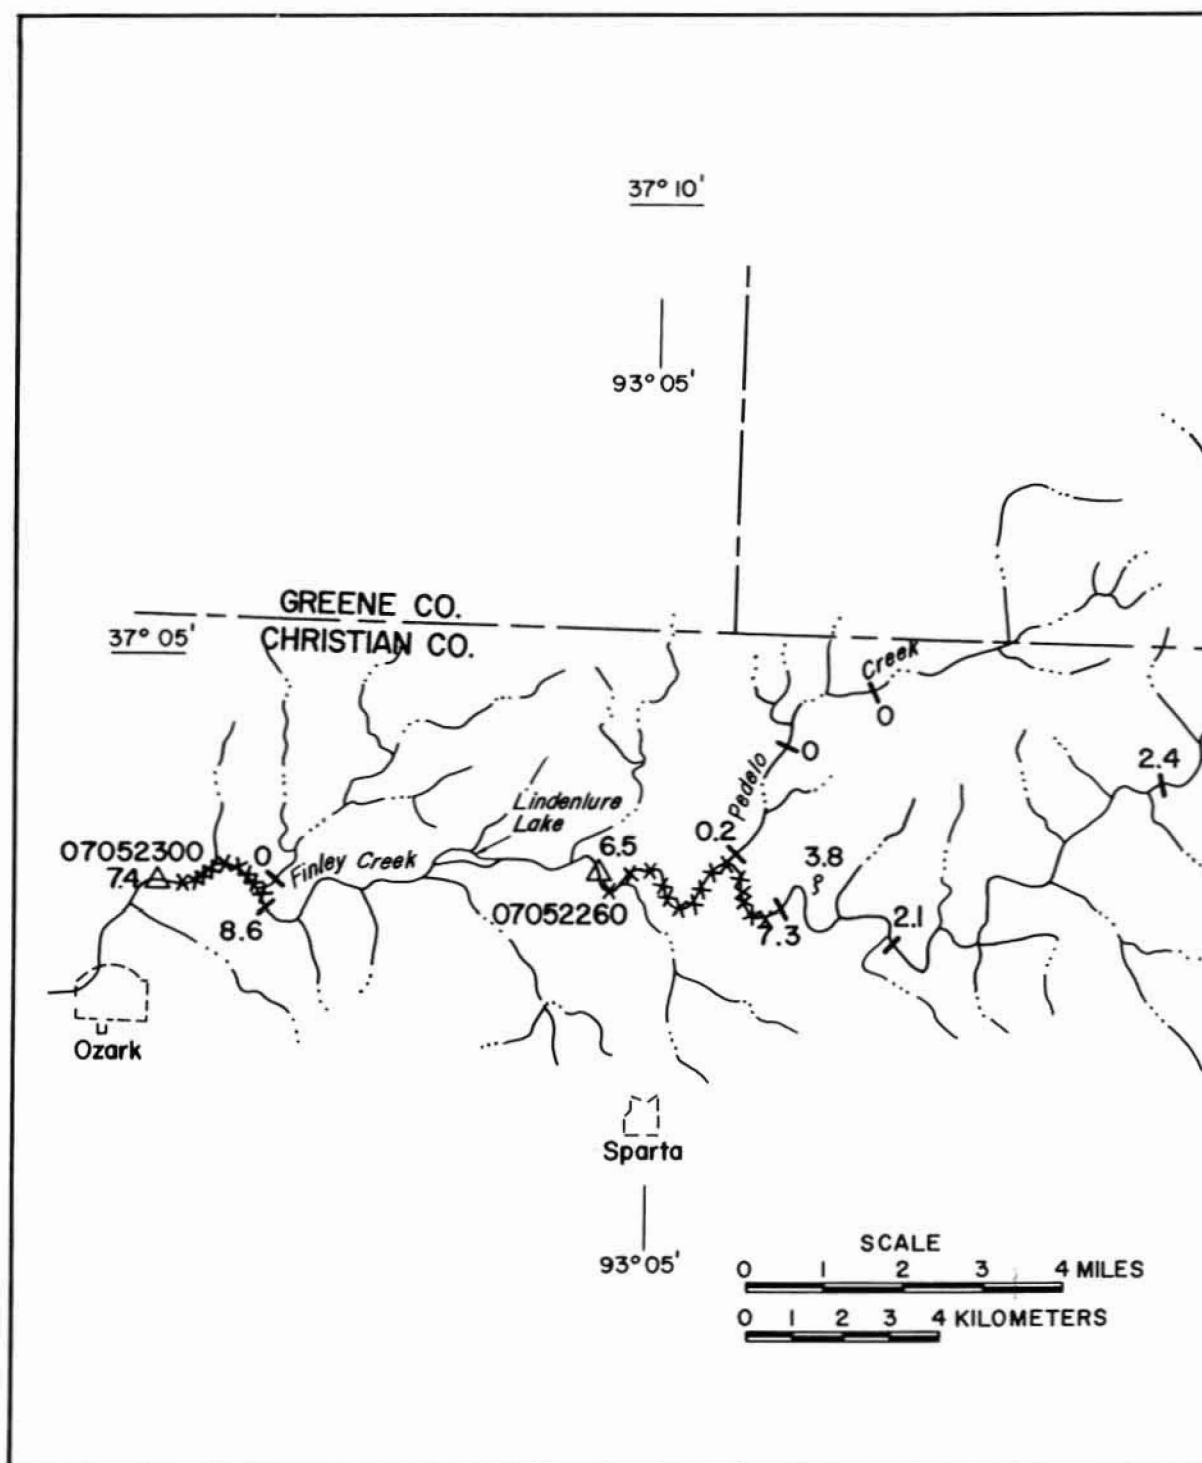 37° 10'
93° 05'
GREENE CO.
37° 05'
CHRISTIAN CO.
Creek
0
0
Pedelo
2.4
Lindenlure
Lake
07052300
0
Finley Creek
6.5
0.2
3.8
7.4
07052260
7.3
2.1
8.6
Ozark
Sparta
93° 05'
SCALE
0 1 2 3 4 MILES
0 1 2 3 4 KILOMETERS